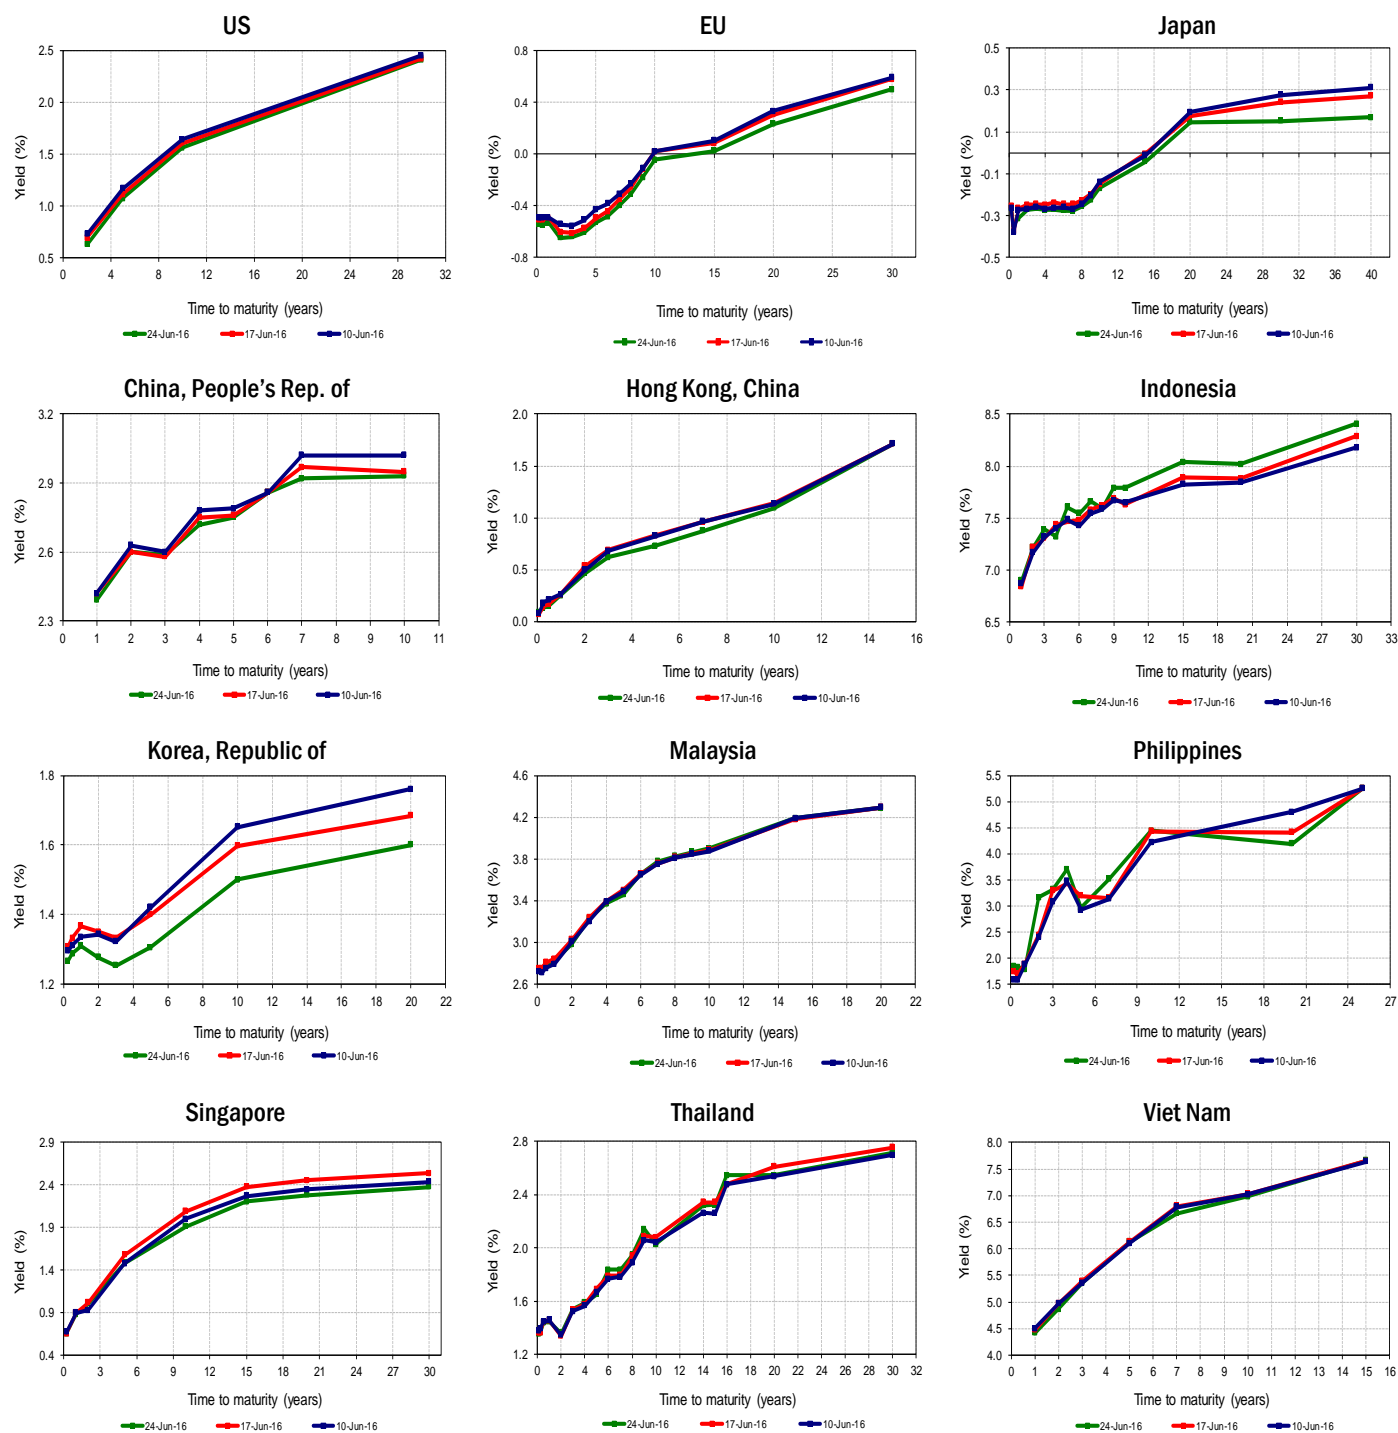 US
EU
Japan
2.5
2.0
1.5
1.0
0.5
Yield (%)
0 4 8 12 16 20 24 28 32
Time to maturity (years)
24-Jun-16 17-Jun-16 10-Jun-16
0.8
0.4
0.0
-0.4
-0.8
Yield (%)
0 5 10 15 20 25 30
Time to maturity (years)
24-Jun-16 17-Jun-16 10-Jun-16
0.5
0.3
0.1
-0.1
-0.3
-0.5
Yield (%)
0 4 8 12 16 20 24 28 32 36 40
Time to maturity (years)
24-Jun-16 17-Jun-16 10-Jun-16
China, People's Rep. of
Hong Kong, China
Indonesia
3.2
2.9
2.6
2.3
Yield (%)
0 1 2 3 4 5 6 7 8 9 10 11
Time to maturity (years)
24-Jun-16 17-Jun-16 10-Jun-16
2.0
1.5
1.0
0.5
0.0
Yield (%)
0 2 4 6 8 10 12 14 16
Time to maturity (years)
24-Jun-16 17-Jun-16 10-Jun-16
8.5
8.0
7.5
7.0
6.5
Yield (%)
0 3 6 9 12 15 18 21 24 27 30 33
Time to maturity (years)
24-Jun-16 17-Jun-16 10-Jun-16
Korea, Republic of
Malaysia
Philippines
1.8
1.6
1.4
1.2
Yield (%)
0 2 4 6 8 10 12 14 16 18 20 22
Time to maturity (years)
24-Jun-16 17-Jun-16 10-Jun-16
4.6
4.2
3.8
3.4
3.0
2.6
Yield (%)
0 2 4 6 8 10 12 14 16 18 20 22
Time to maturity (years)
24-Jun-16 17-Jun-16 10-Jun-16
5.5
5.0
4.5
4.0
3.5
3.0
2.5
2.0
1.5
Yield (%)
0 3 6 9 12 15 18 21 24 27
Time to maturity (years)
24-Jun-16 17-Jun-16 10-Jun-16
Singapore
Thailand
Viet Nam
2.9
2.4
1.9
1.4
0.9
0.4
Yield (%)
0 3 6 9 12 15 18 21 24 27 30
Time to maturity (years)
24-Jun-16 17-Jun-16 10-Jun-16
2.8
2.4
2.0
1.6
1.2
Yield (%)
0 2 4 6 8 10 12 14 16 18 20 22 24 26 28 30 32
Time to maturity (years)
24-Jun-16 17-Jun-16 10-Jun-16
8.0
7.5
7.0
6.5
6.0
5.5
5.0
4.5
4.0
Yield (%)
0 1 2 3 4 5 6 7 8 9 10 11 12 13 14 15 16
Time to maturity (years)
24-Jun-16 17-Jun-16 10-Jun-16